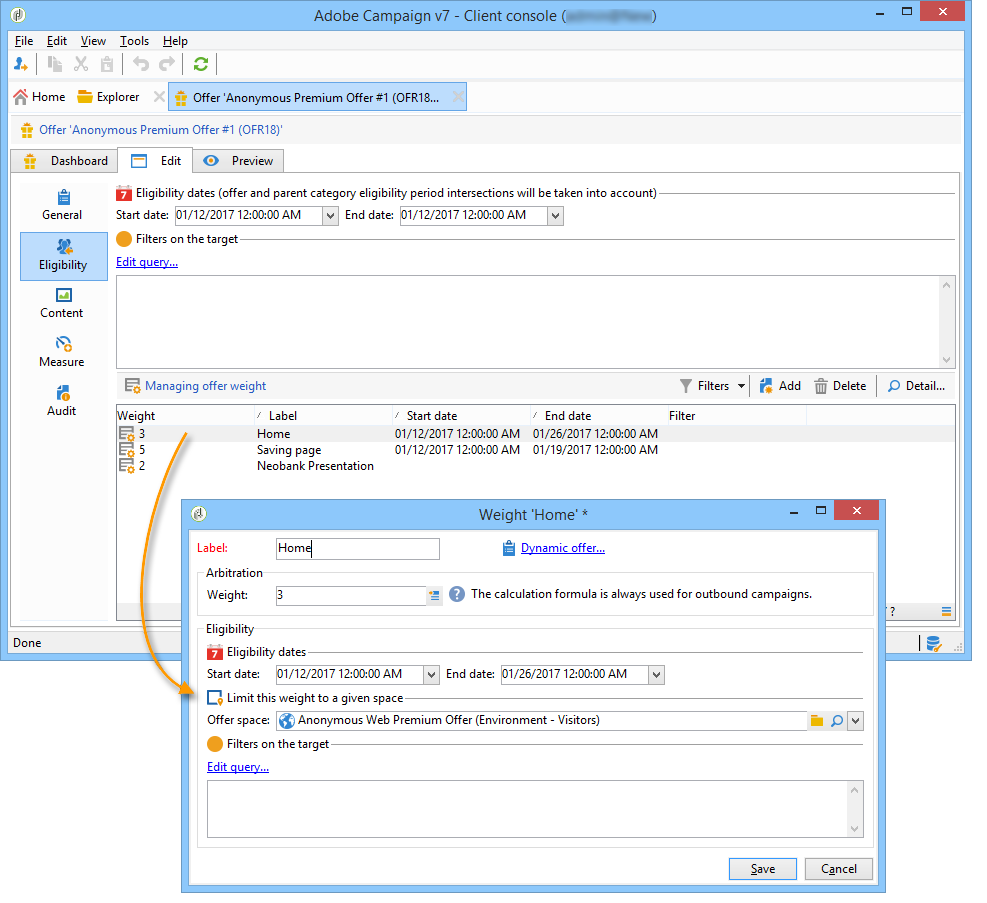 Adobe Campaign v7 - Client console (
File Edit View Tools Help
Home Explorer Offer 'Anonymous Premium Offer #1 (OFR18...
Offer 'Anonymous Premium Offer #1 (OFR18)'
Dashboard Edit Preview
General
Eligibility
Content
Measure
Audit
7 Eligibility dates (offer and parent category eligibility period intersections will be taken into account)
Start date: 01/12/2017 12:00:00 AM End date: 01/12/2017 12:00:00 AM
Filters on the target
Edit query...
Managing offer weight Filters Add Delete Detail...
Weight Label Start date End date Filter
3 Home 01/12/2017 12:00:00 AM 01/26/2017 12:00:00 AM
5 Saving page 01/12/2017 12:00:00 AM 01/19/2017 12:00:00 AM
2 Neobank Presentation
/ ?
Done
Weight 'Home' *
Label: Home Dynamic offer...
Arbitration
Weight: 3 ? The calculation formula is always used for outbound campaigns.
Eligibility
7 Eligibility dates
Start date: 01/12/2017 12:00:00 AM End date: 01/26/2017 12:00:00 AM
Limit this weight to a given space
Offer space: Anonymous Web Premium Offer (Environment - Visitors)
Filters on the target
Edit query...
Save Cancel